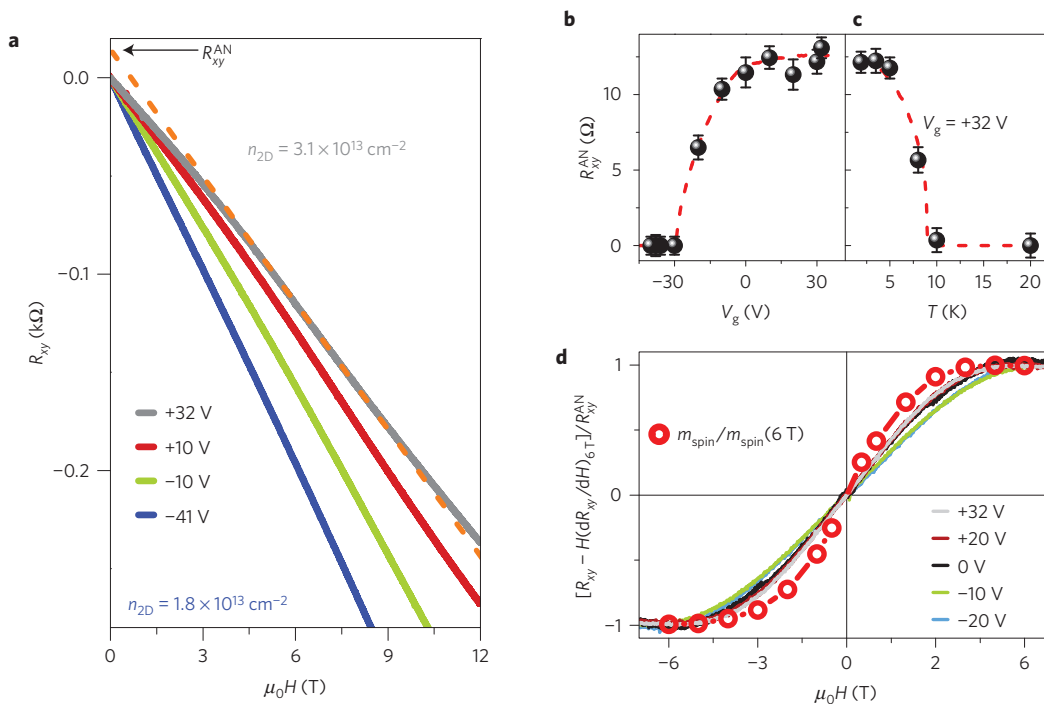 a
R_xy^AN
0.0
−0.1
−0.2
R_xy (kΩ)
n_2D = 3.1 × 10^13 cm^−2
+32 V
+10 V
−10 V
−41 V
n_2D = 1.8 × 10^13 cm^−2
0 3 6 9 12
μ_0H (T)
b
R_xy^AN (Ω)
10
5
0
−30 0 30
V_g (V)
c
V_g = +32 V
5 10 15 20
T (K)
d
[R_xy − H(dR_xy/dH)_6 T]/R_xy^AN
1
0
−1
m_spin/m_spin(6 T)
+32 V
+20 V
0 V
−10 V
−20 V
−6 −3 0 2 6
μ_0H (T)